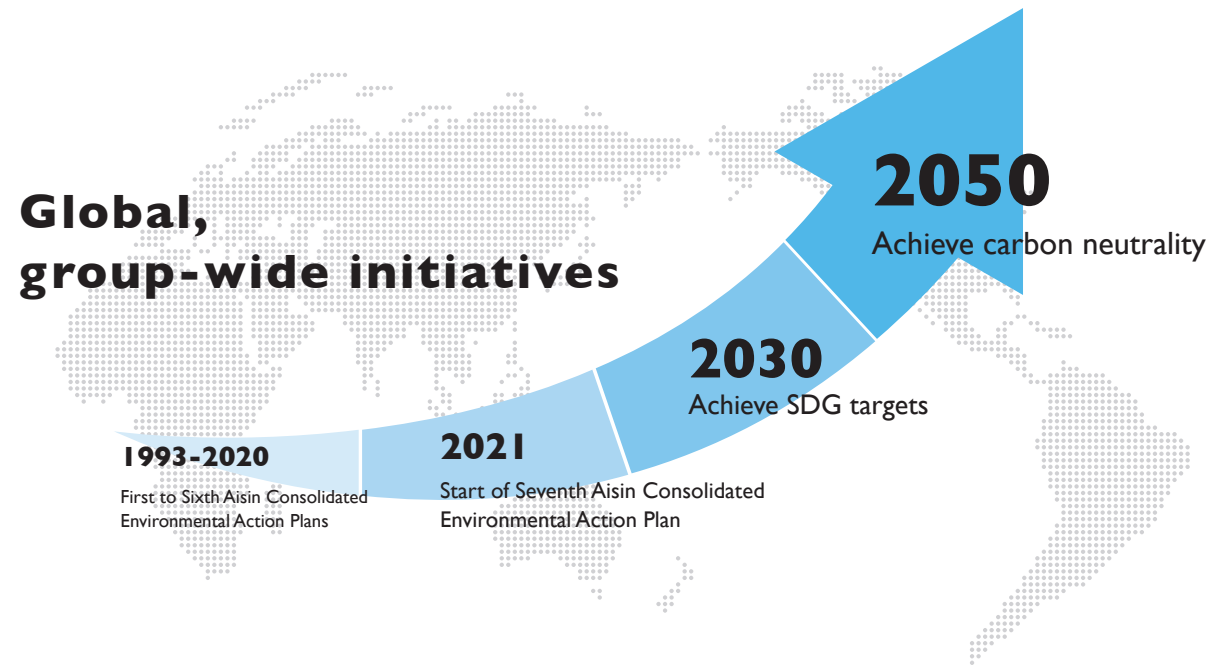 Global,
group-wide initiatives
1993-2020
First to Sixth Aisin Consolidated
Environmental Action Plans
2021
Start of Seventh Aisin Consolidated
Environmental Action Plan
2030
Achieve SDG targets
2050
Achieve carbon neutrality